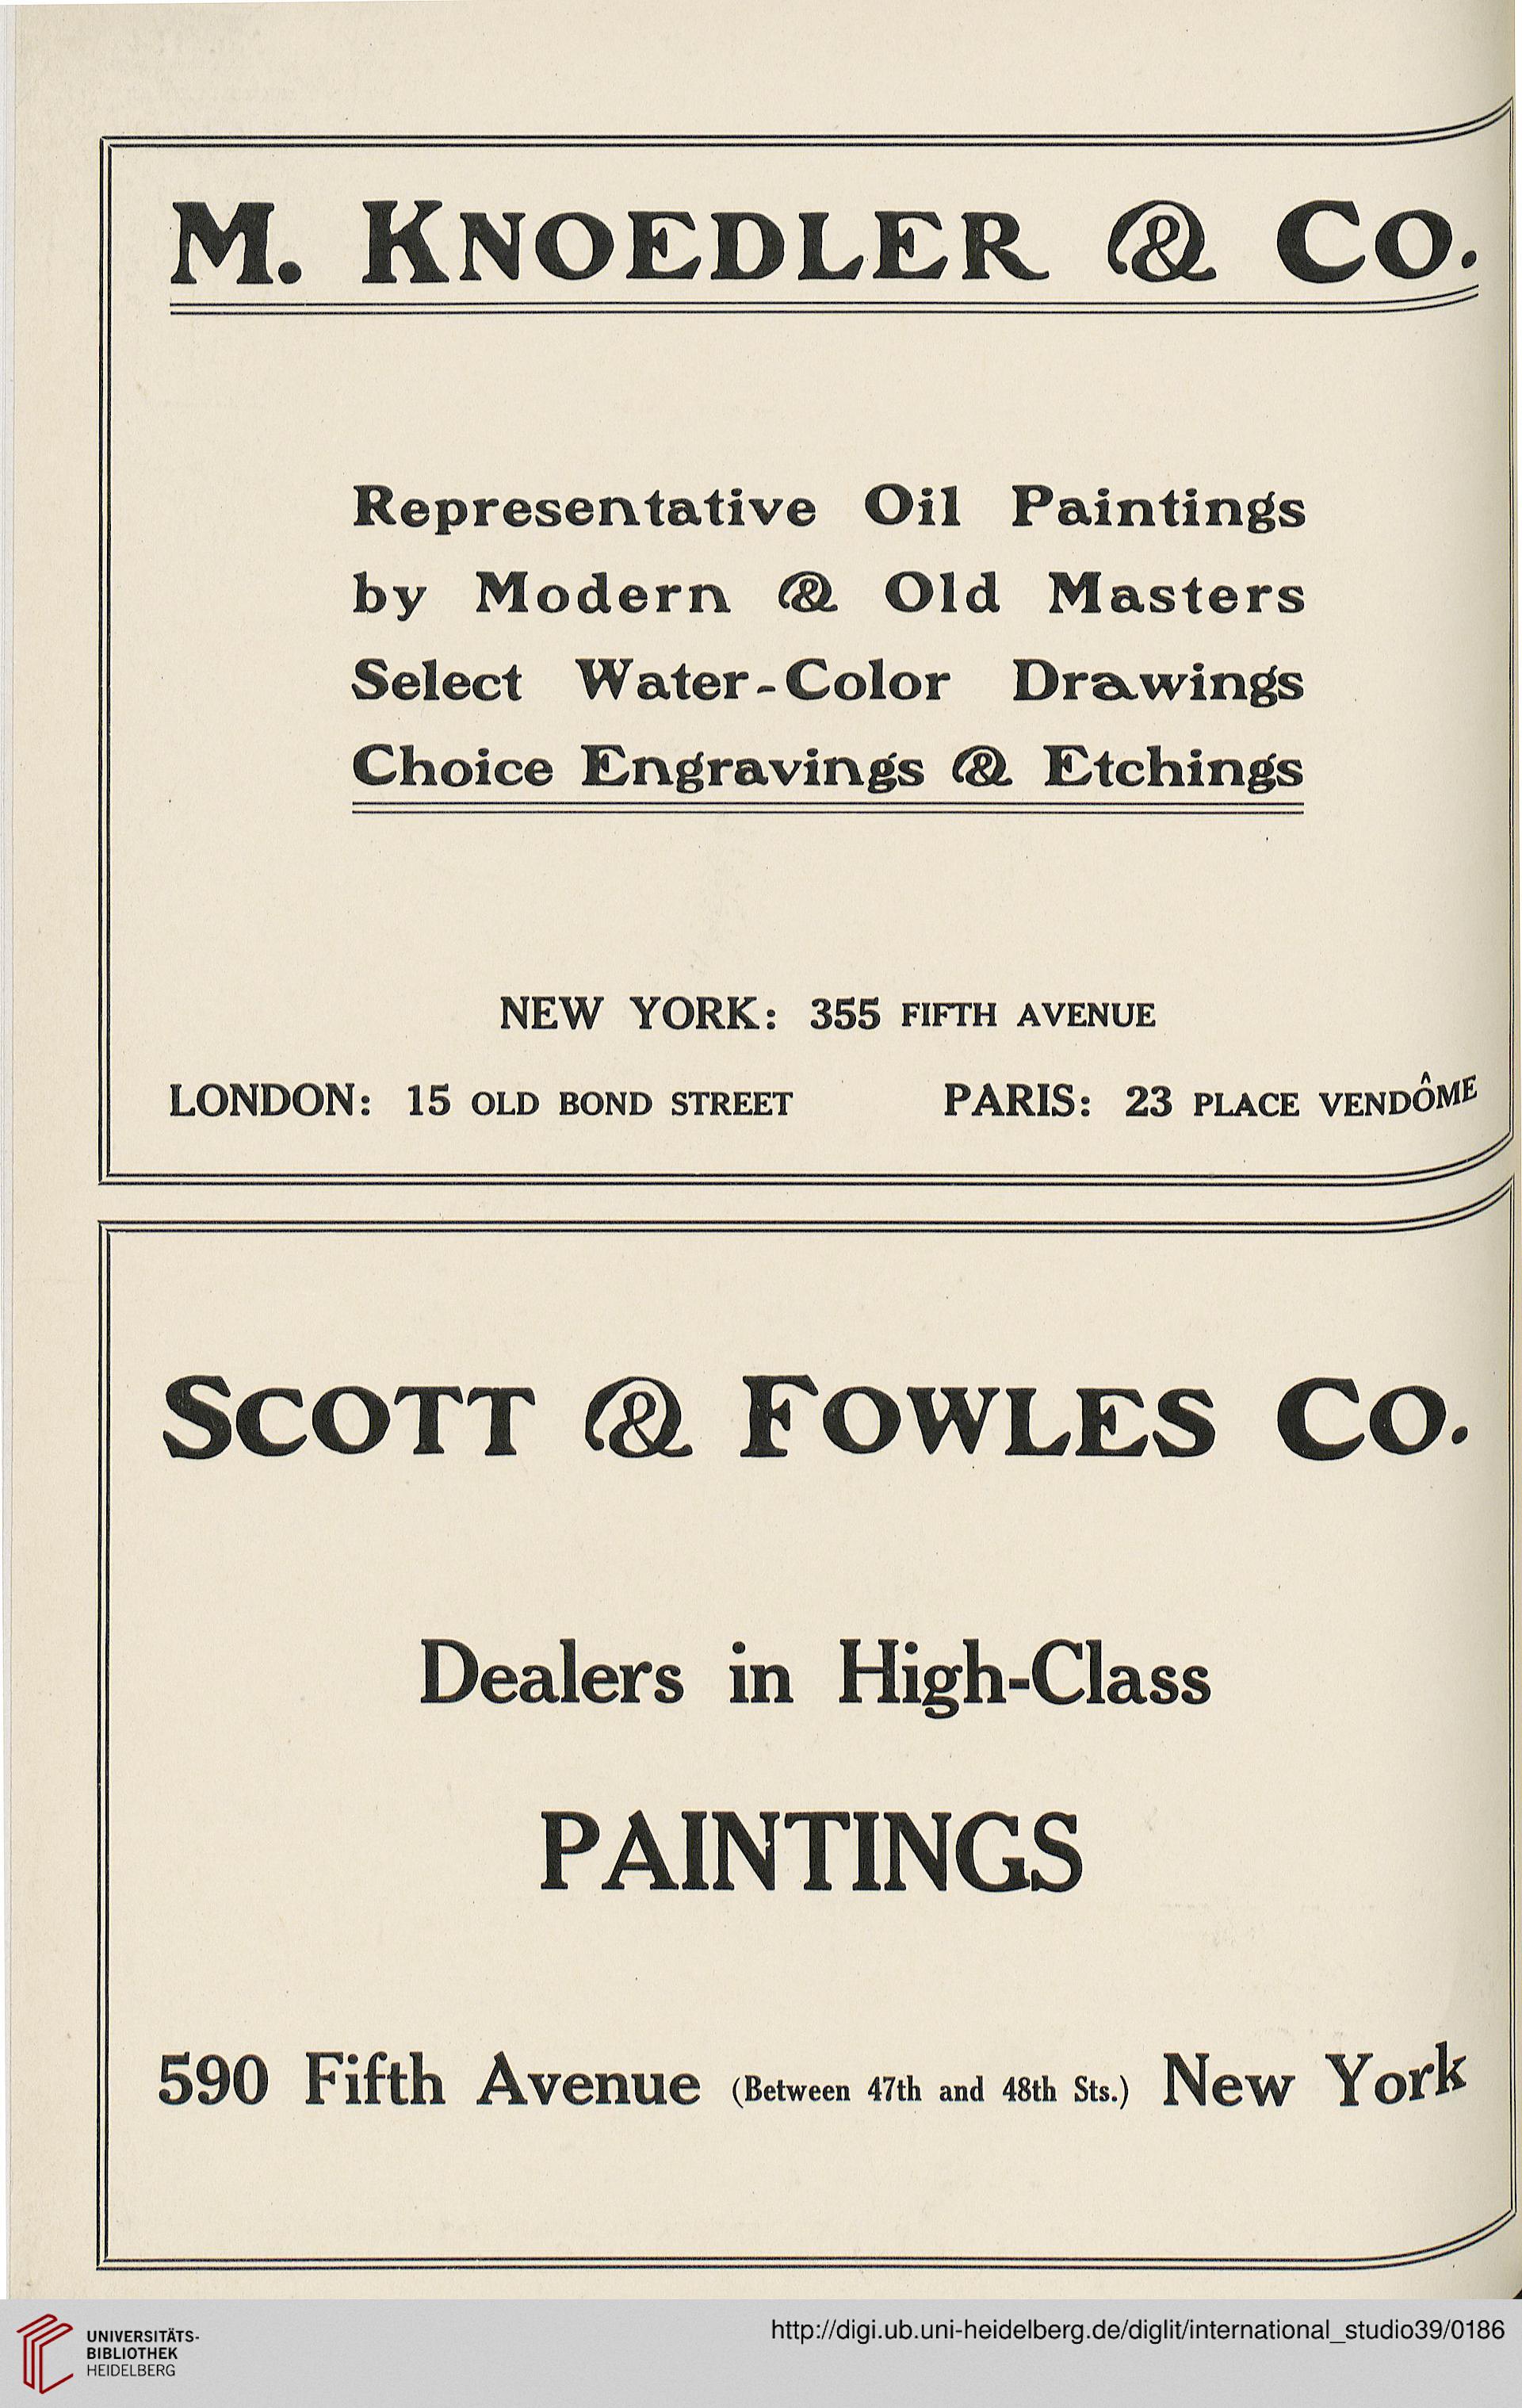 M. KNOEDLER & CO.
Representative Oil Paintings
by Modern & Old Masters
Select Water-Color Drawings
Choice Engravings & Etchings
NEW YORK: 355 FIFTH AVENUE
LONDON: 15 OLD BOND STREET PARIS: 23 PLACE VENDÔME
SCOTT & FOWLES CO.
Dealers in High-Class
PAINTINGS
590 Fifth Avenue (Between 47th and 48th Sts.) New York
UNIVERSITÄTS-
BIBLIOTHEK
HEIDELBERG
http://digi.ub.uni-heidelberg.de/diglit/international_studio39/0186